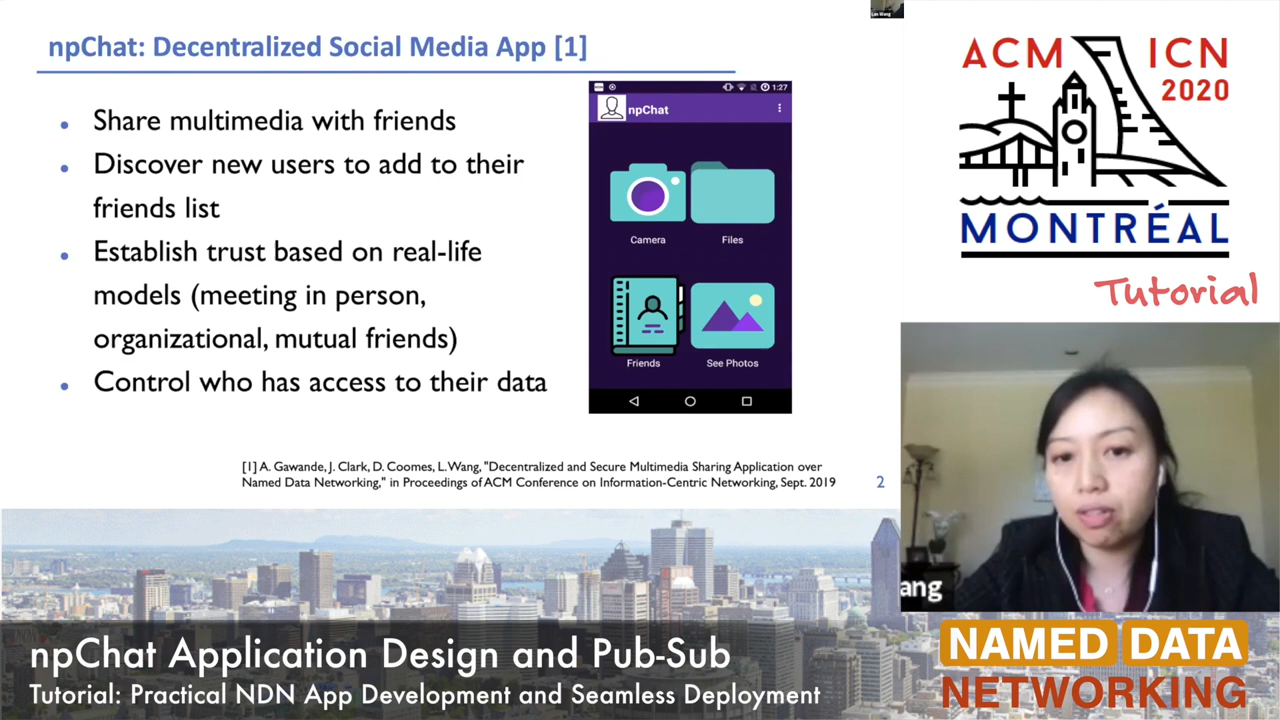 npChat: Decentralized Social Media App [1]
Share multimedia with friends
Discover new users to add to their
friends list
Establish trust based on real-life
models (meeting in person,
organizational, mutual friends)
Control who has access to their data
1:27
npChat
Camera
Files
Friends
See Photos
[1] A. Gawande, J. Clark, D. Coomes, L. Wang, "Decentralized and Secure Multimedia Sharing Application over
Named Data Networking," in Proceedings of ACM Conference on Information-Centric Networking, Sept. 2019
2
ACM ICN
2020
MONTRÉAL
Tutorial
ang
npChat Application Design and Pub-Sub
Tutorial: Practical NDN App Development and Seamless Deployment
NAMED DATA
NETWORKING